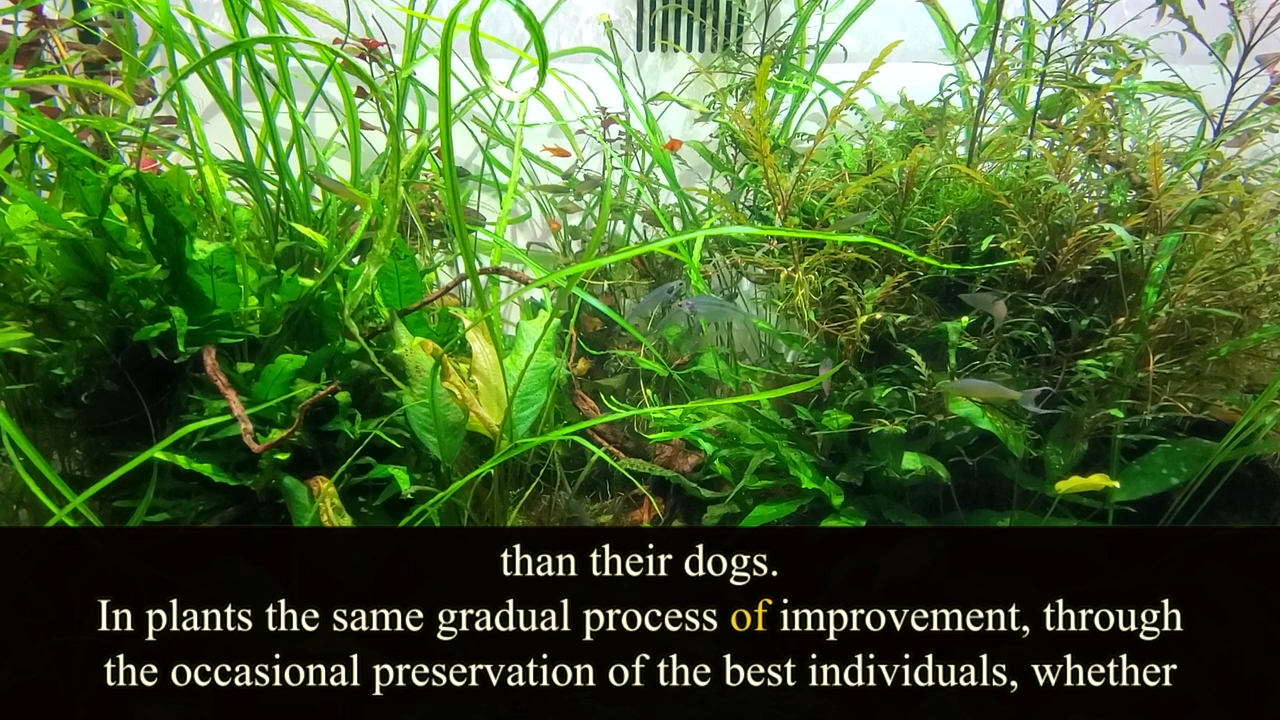 than their dogs.
In plants the same gradual process of improvement, through
the occasional preservation of the best individuals, whether